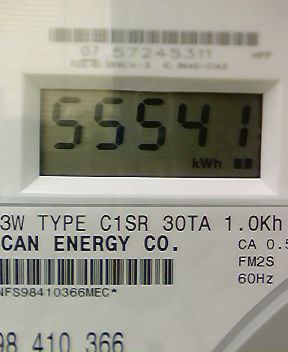 07 57245311
55541
kWh
3W TYPE C1SR 30TA 1.0Kh
CAN ENERGY CO.
CA 0.5
FM2S
60Hz
NFS98410366MEC*
98 410 366